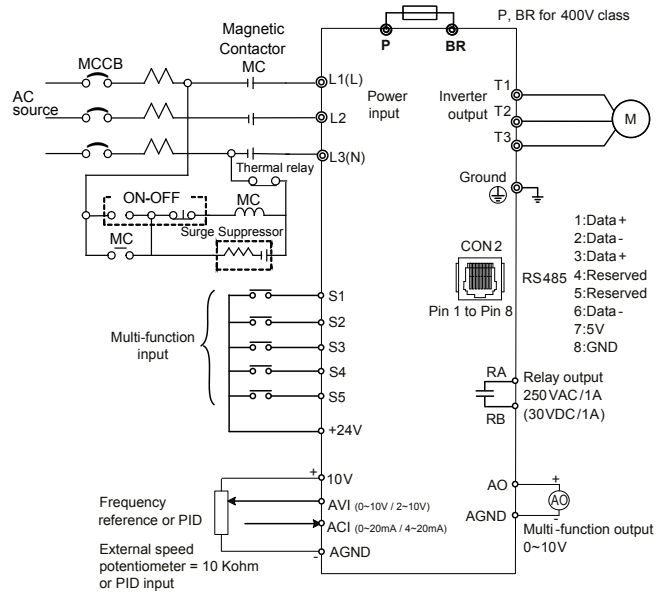 P, BR for 400V class
P
BR
Magnetic
Contactor
MC
MCCB
AC
source
L1(L)
L2
L3(N)
Power
input
Inverter
output
T1
T2
T3
M
Thermal relay
Ground
ON-OFF
MC
MC
Surge Suppressor
CON2
RS485
Pin 1 to Pin 8
1:Data+
2:Data-
3:Data+
4:Reserved
5:Reserved
6:Data-
7:5V
8:GND
Multi-function
input
S1
S2
S3
S4
S5
+24V
RA
RB
Relay output
250VAC/1A
(30VDC/1A)
+
10V
AVI (0~10V / 2~10V)
ACI (0~20mA / 4~20mA)
-
AGND
Frequency
reference or PID
External speed
potentiometer = 10 Kohm
or PID input
AO
AGND
+
AO
-
Multi-function output
0~10V